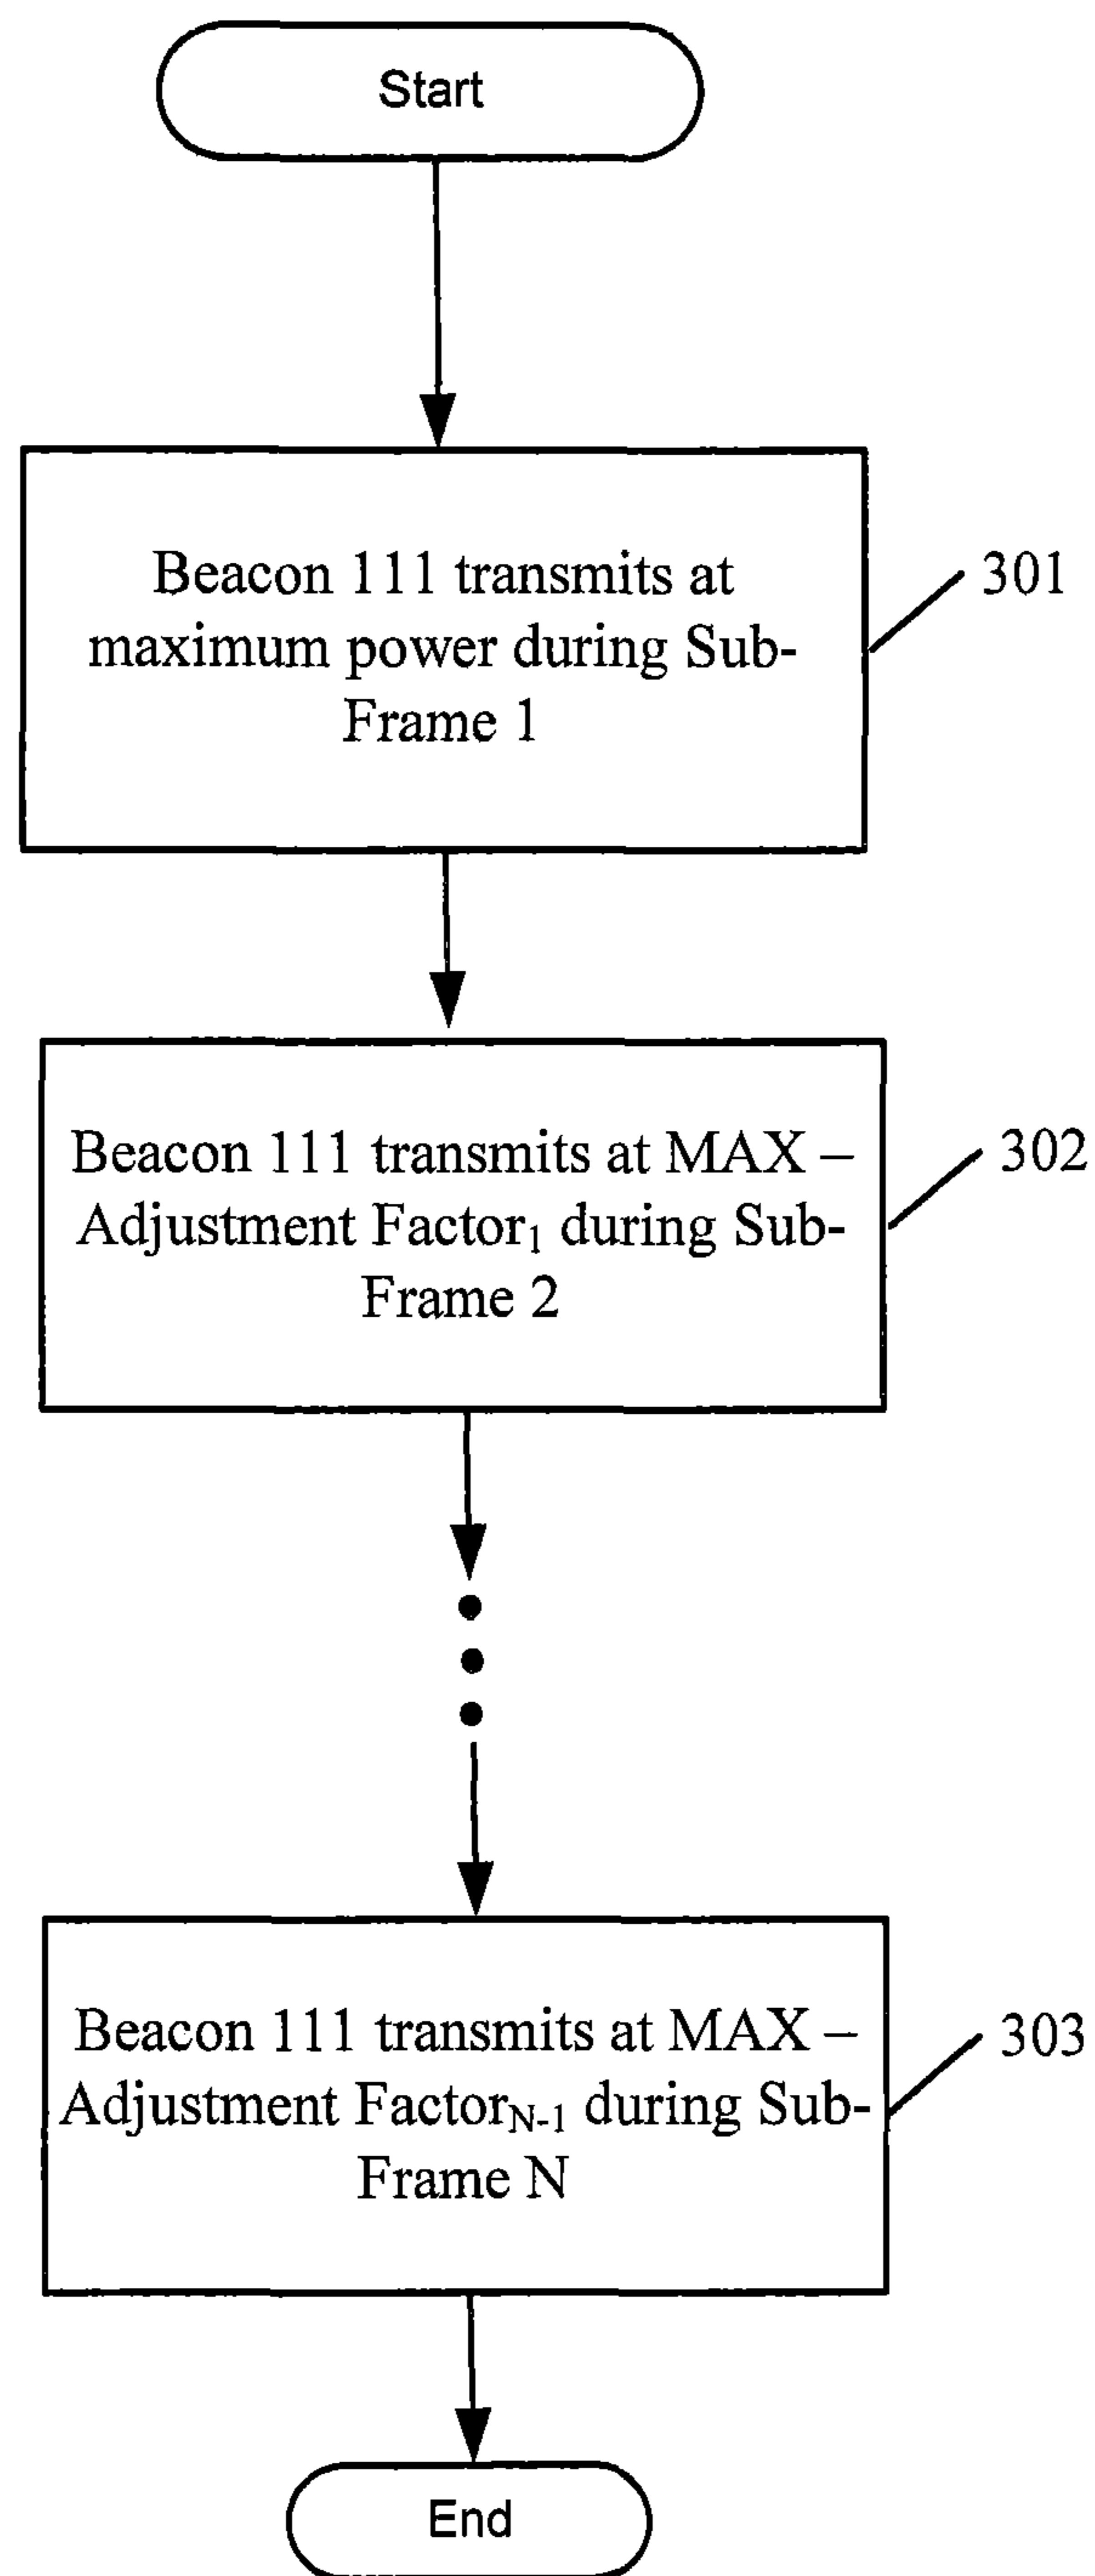 Start
Beacon 111 transmits at
maximum power during Sub-
Frame 1
301
Beacon 111 transmits at MAX –
Adjustment Factor₁ during Sub-
Frame 2
302
Beacon 111 transmits at MAX –
Adjustment Factor_N-1 during Sub-
Frame N
303
End